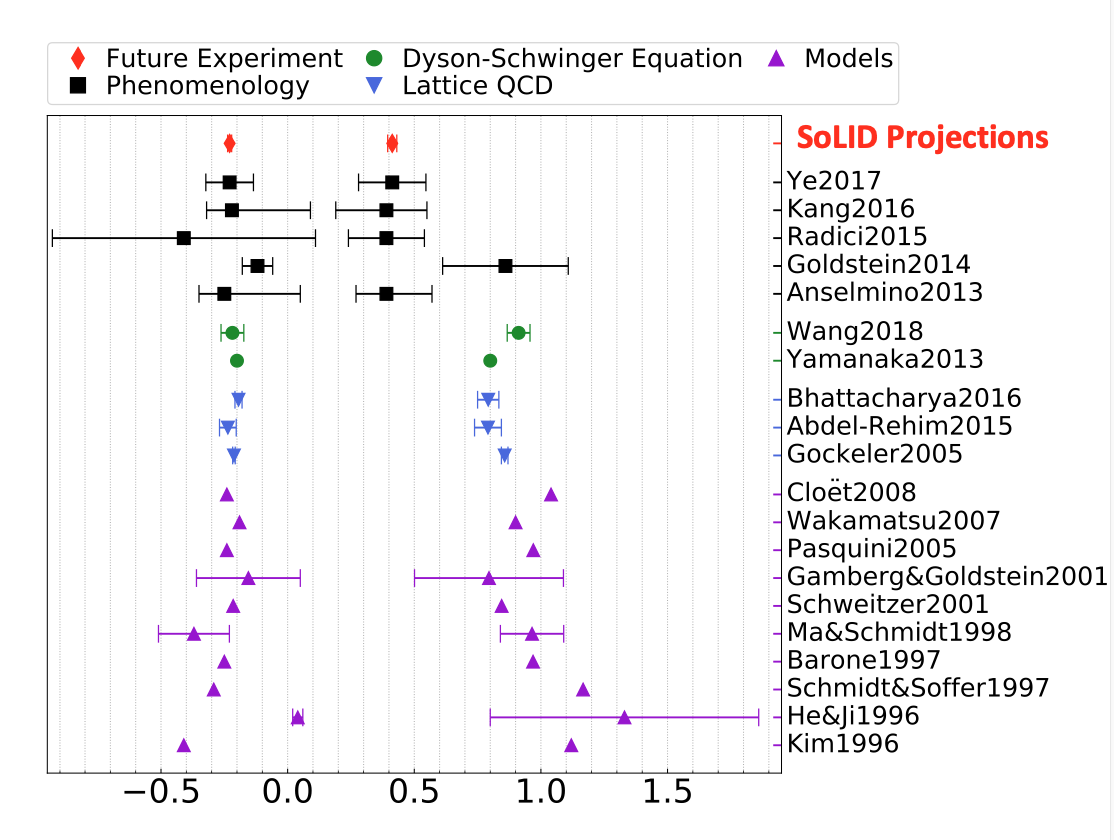 Future Experiment
Dyson-Schwinger Equation
Models
Phenomenology
Lattice QCD
SoLID Projections
Ye2017
Kang2016
Radici2015
Goldstein2014
Anselmino2013
Wang2018
Yamanaka2013
Bhattacharya2016
Abdel-Rehim2015
Gockeler2005
Cloët2008
Wakamatsu2007
Pasquini2005
Gamberg&Goldstein2001
Schweitzer2001
Ma&Schmidt1998
Barone1997
Schmidt&Soffer1997
He&Ji1996
Kim1996
−0.5 0.0 0.5 1.0 1.5